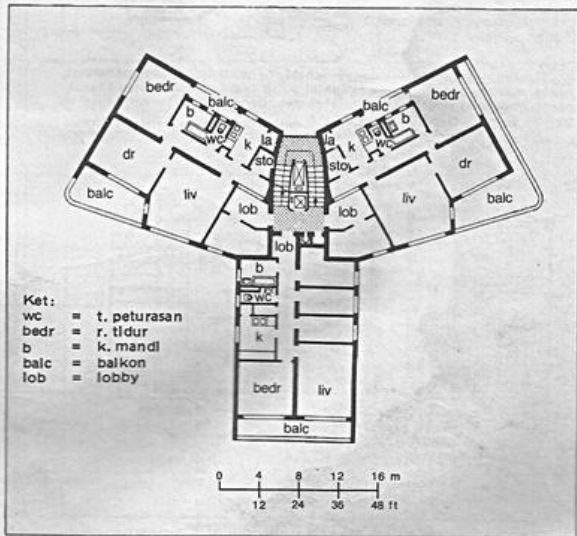 bedr
balc
b
wc
k
la
sto
dr
liv
balc
lob
balc
bedr
b
la
k
wc
sto
dr
liv
balc
lob
lob
b
wc
k
bedr
liv
balc
Ket:
wc = t. peturasan
bedr = r. tidur
b = k. mandi
balc = balkon
lob = lobby
0 4 8 12 16 m
12 24 36 48 ft